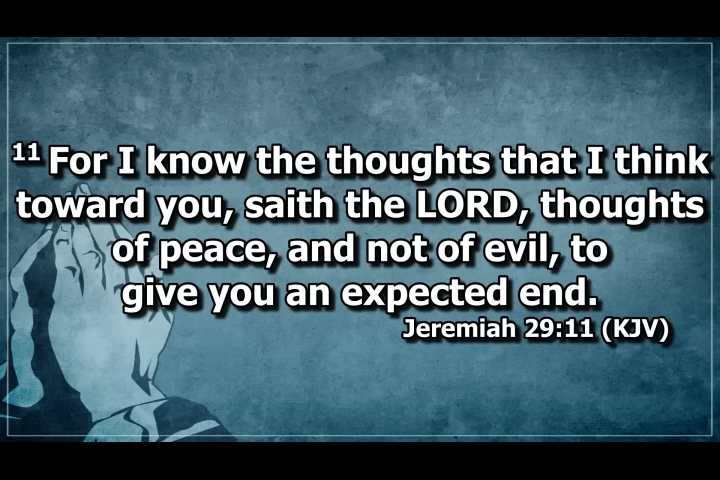 11 For I know the thoughts that I think
toward you, saith the LORD, thoughts
of peace, and not of evil, to
give you an expected end.
Jeremiah 29:11 (KJV)